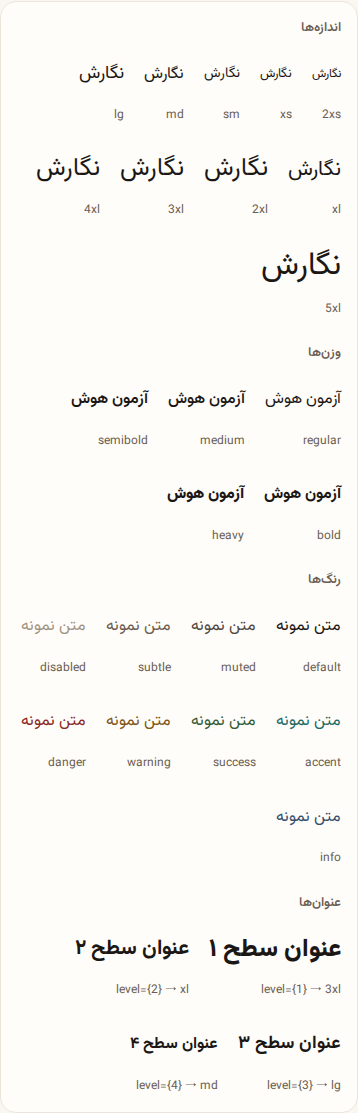 اندازه‌ها
نگارش نگارش نگارش نگارش نگارش
2xs xs sm md lg
نگارش نگارش نگارش نگارش
xl 2xl 3xl 4xl
نگارش
5xl
وزن‌ها
آزمون هوش آزمون هوش آزمون هوش
regular medium semibold
آزمون هوش آزمون هوش
bold heavy
رنگ‌ها
متن نمونه متن نمونه متن نمونه متن نمونه
default muted subtle disabled
متن نمونه متن نمونه متن نمونه متن نمونه
accent success warning danger
متن نمونه
info
عنوان‌ها
عنوان سطح ۱ عنوان سطح ۲
level={1} → 3xl level={2} → xl
عنوان سطح ۳ عنوان سطح ۴
level={3} → lg level={4} → md